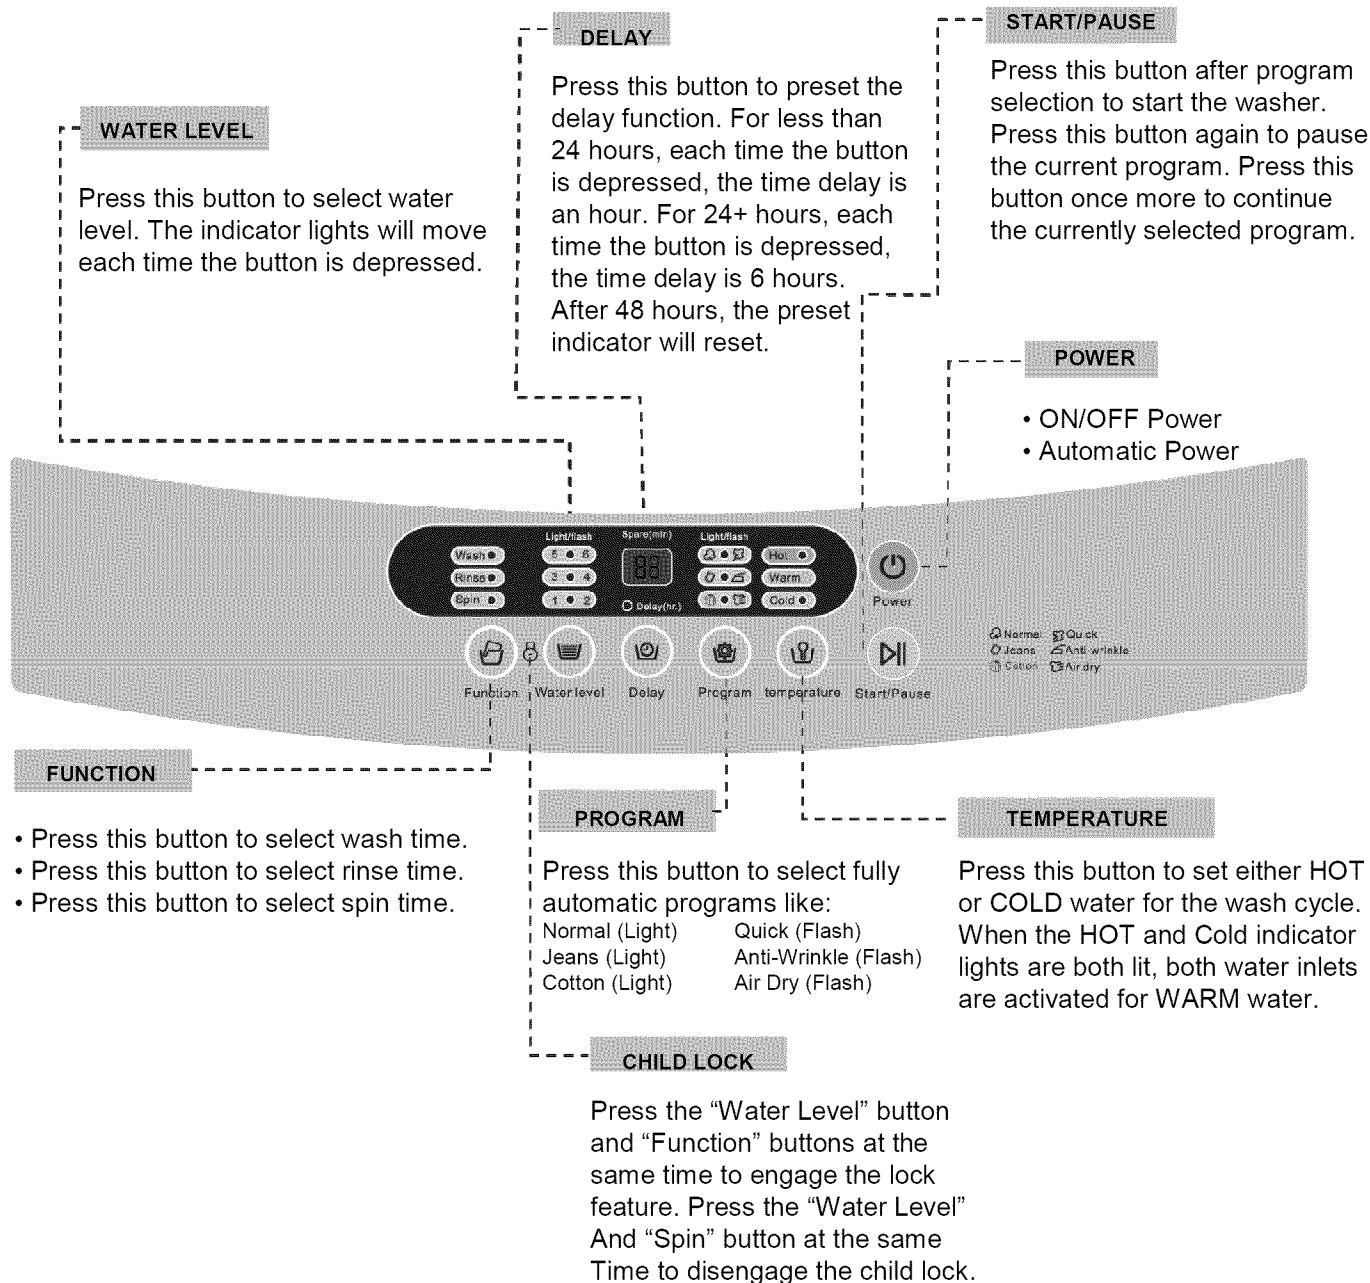 DELAY
Press this button to preset the
delay function. For less than
24 hours, each time the button
is depressed, the time delay is
an hour. For 24+ hours, each
time the button is depressed,
the time delay is 6 hours.
After 48 hours, the preset
indicator will reset.
START/PAUSE
Press this button after program
selection to start the washer.
Press this button again to pause
the current program. Press this
button once more to continue
the currently selected program.
WATER LEVEL
Press this button to select water
level. The indicator lights will move
each time the button is depressed.
POWER
• ON/OFF Power
• Automatic Power
Light/flash
Spare(min)
Light/flash
Wash
5 6
Hot
Rinse
3 4
88
Warm
Spin
1 2
Delay(hr.)
Cold
Power
Normal Quick
Jeans Anti-wrinkle
Cotton Air dry
Function
Water level
Delay
Program
temperature
Start/Pause
FUNCTION
• Press this button to select wash time.
• Press this button to select rinse time.
• Press this button to select spin time.
PROGRAM
Press this button to select fully
automatic programs like:
Normal (Light) Quick (Flash)
Jeans (Light) Anti-Wrinkle (Flash)
Cotton (Light) Air Dry (Flash)
TEMPERATURE
Press this button to set either HOT
or COLD water for the wash cycle.
When the HOT and Cold indicator
lights are both lit, both water inlets
are activated for WARM water.
CHILD LOCK
Press the “Water Level” button
and “Function” buttons at the
same time to engage the lock
feature. Press the “Water Level”
And “Spin” button at the same
Time to disengage the child lock.